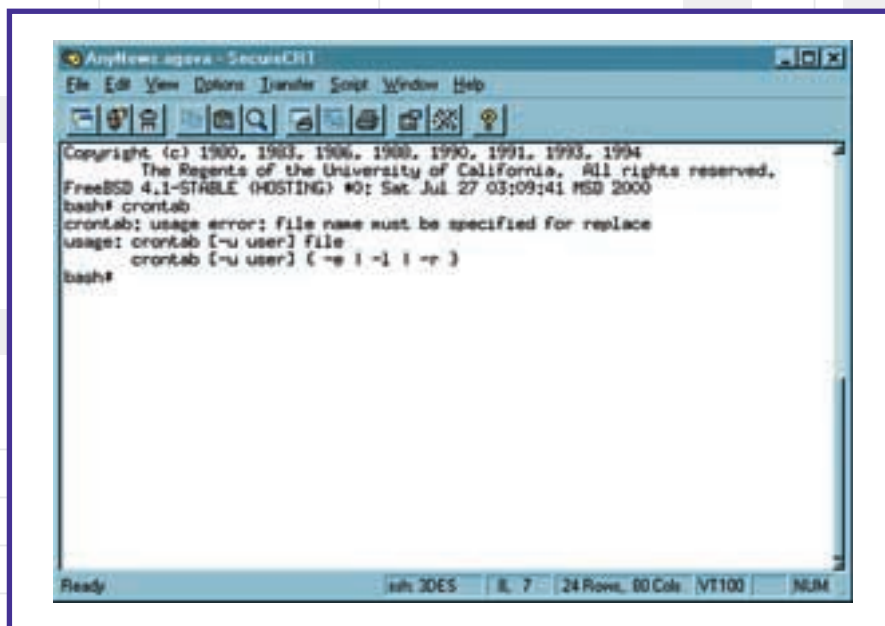 AnyNews.agava - SecureCRT
File Edit View Options Transfer Script Window Help
Copyright (c) 1980, 1983, 1986, 1988, 1990, 1991, 1993, 1994
The Regents of the University of California. All rights reserved.
FreeBSD 4.1-STABLE (HOSTING) #0: Sat Jul 27 03:09:41 MSD 2000
bash# crontab
crontab: usage error: file name must be specified for replace
usage: crontab [-u user] file
crontab [-u user] { -e | -l | -r }
bash#
Ready ssh: 3DES 8, 7 24 Rows, 80 Cols VT100 NUM